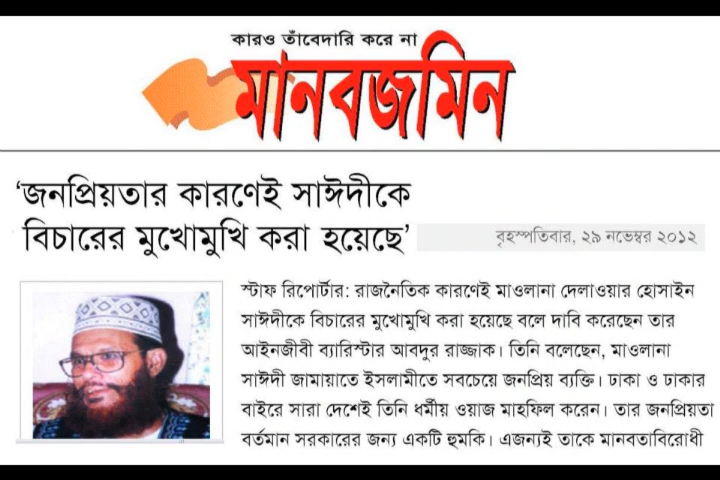 কারও তাঁবেদারি করে না
মানবজমিন
‘জনপ্রিয়তার কারণেই সাঈদীকে
বিচারের মুখোমুখি করা হয়েছে’
বৃহস্পতিবার, ২৯ নভেম্বর ২০১২
স্টাফ রিপোর্টার: রাজনৈতিক কারণেই মাওলানা দেলাওয়ার হোসাইন
সাঈদীকে বিচারের মুখোমুখি করা হয়েছে বলে দাবি করেছেন তার
আইনজীবী ব্যারিস্টার আবদুর রাজ্জাক। তিনি বলেছেন, মাওলানা
সাঈদী জামায়াতে ইসলামীতে সবচেয়ে জনপ্রিয় ব্যক্তি। ঢাকা ও ঢাকার
বাইরে সারা দেশেই তিনি ধর্মীয় ওয়াজ মাহফিল করেন। তার জনপ্রিয়তা
বর্তমান সরকারের জন্য একটি হুমকি। এজন্যই তাকে মানবতাবিরোধী